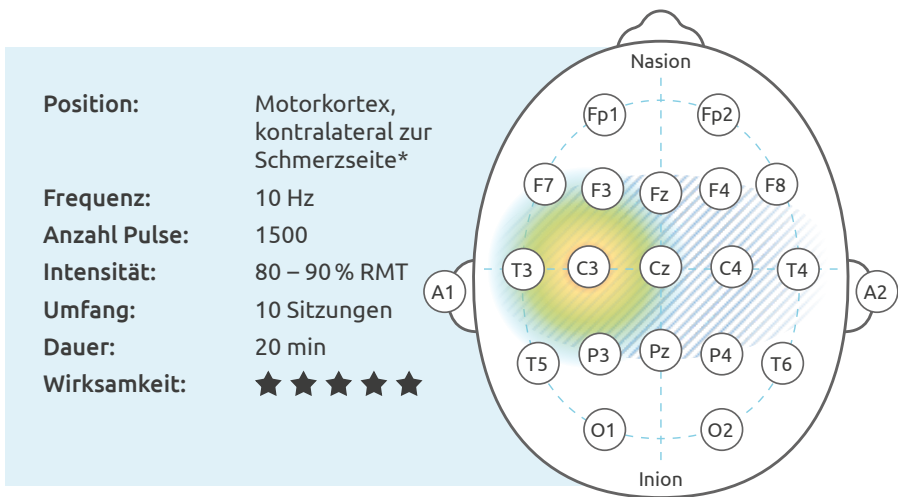 Position: Motorkortex,
kontralateral zur
Schmerzseite*
Frequenz: 10 Hz
Anzahl Pulse: 1500
Intensität: 80 – 90 % RMT
Umfang: 10 Sitzungen
Dauer: 20 min
Wirksamkeit:
Nasion
Fp1 Fp2
F7 F3 Fz F4 F8
A1 T3 C3 Cz C4 T4 A2
T5 P3 Pz P4 T6
O1 O2
Inion